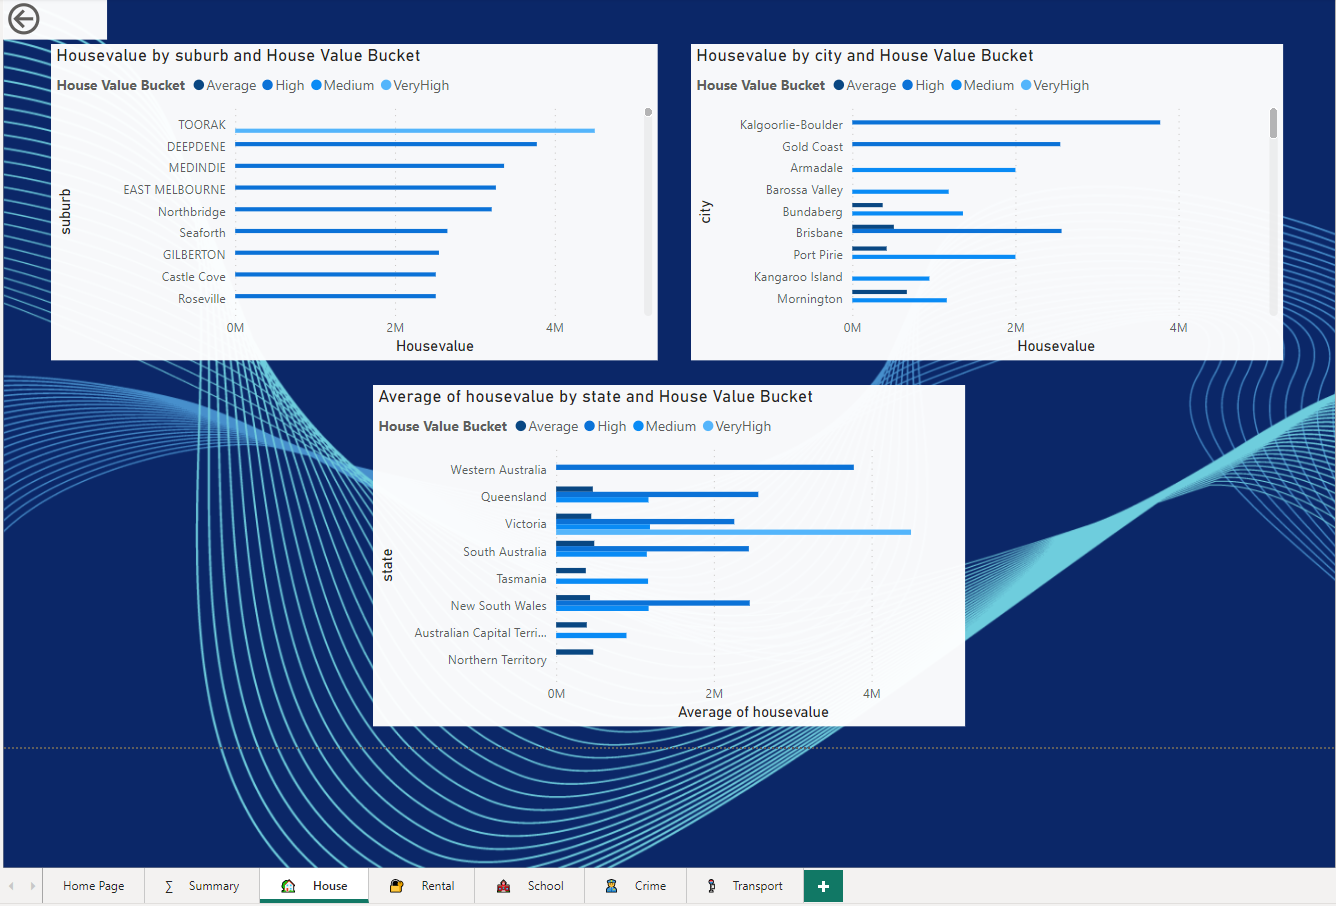 Housevalue by suburb and House Value Bucket
House Value Bucket Average High Medium VeryHigh
suburb
TOORAK
DEEPDENE
MEDINDIE
EAST MELBOURNE
Northbridge
Seaforth
GILBERTON
Castle Cove
Roseville
0M 2M 4M
Housevalue
Housevalue by city and House Value Bucket
House Value Bucket Average High Medium VeryHigh
city
Kalgoorlie-Boulder
Gold Coast
Armadale
Barossa Valley
Bundaberg
Brisbane
Port Pirie
Kangaroo Island
Mornington
0M 2M 4M
Housevalue
Average of housevalue by state and House Value Bucket
House Value Bucket Average High Medium VeryHigh
state
Western Australia
Queensland
Victoria
South Australia
Tasmania
New South Wales
Australian Capital Terri...
Northern Territory
0M 2M 4M
Average of housevalue
Home Page ∑ Summary House Rental School Crime Transport +